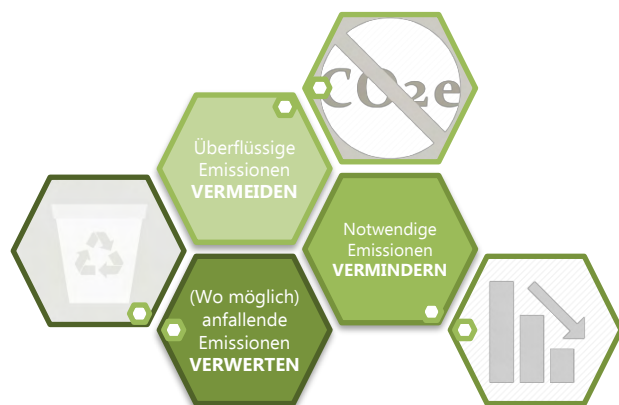 CO2e
Überflüssige
Emissionen
VERMEIDEN
Notwendige
Emissionen
VERMINDERN
(Wo möglich)
anfallende
Emissionen
VERWERTEN